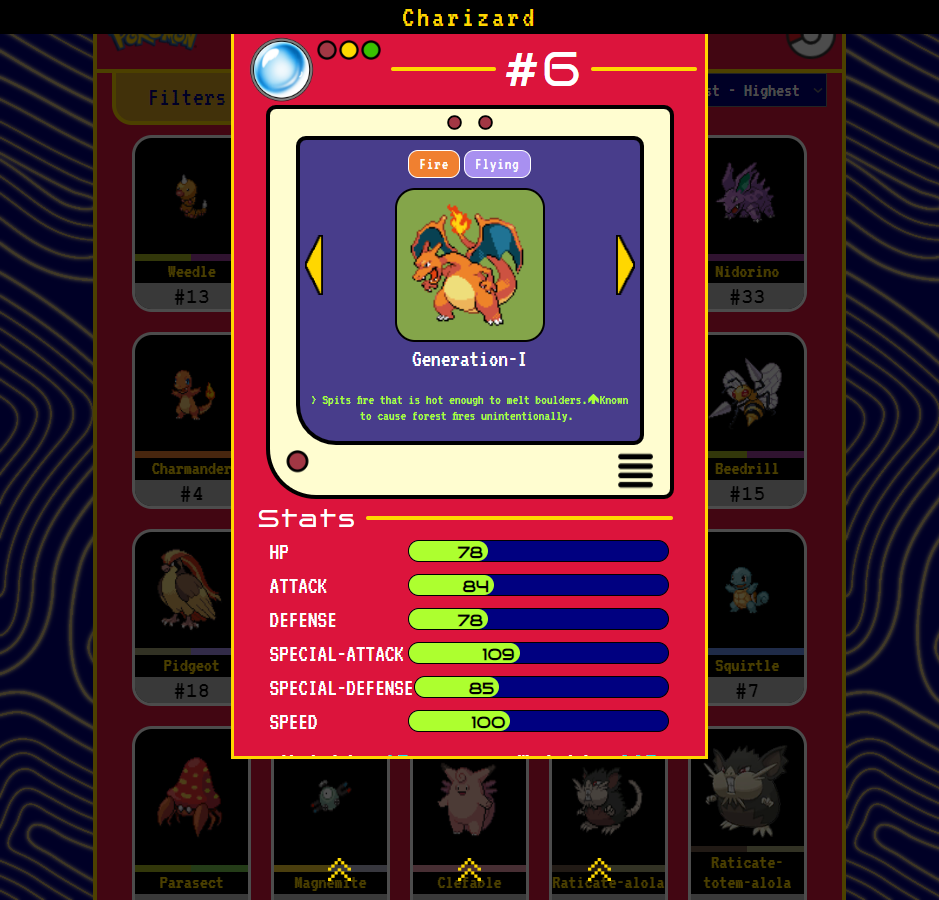 Charizard
POKÉMON
#6
Filters
st - Highest
Fire
Flying
Weedle
#13
Nidorino
#33
Generation-I
> Spits fire that is hot enough to melt boulders. Known
to cause forest fires unintentionally.
Charmander
#4
Beedrill
#15
Stats
HP 78
ATTACK 84
DEFENSE 78
SPECIAL-ATTACK 109
SPECIAL-DEFENSE 85
SPEED 100
Pidgeot
#18
Squirtle
#7
Parasect
Magnemite
Clefable
Raticate-alola
Raticate-
totem-alola